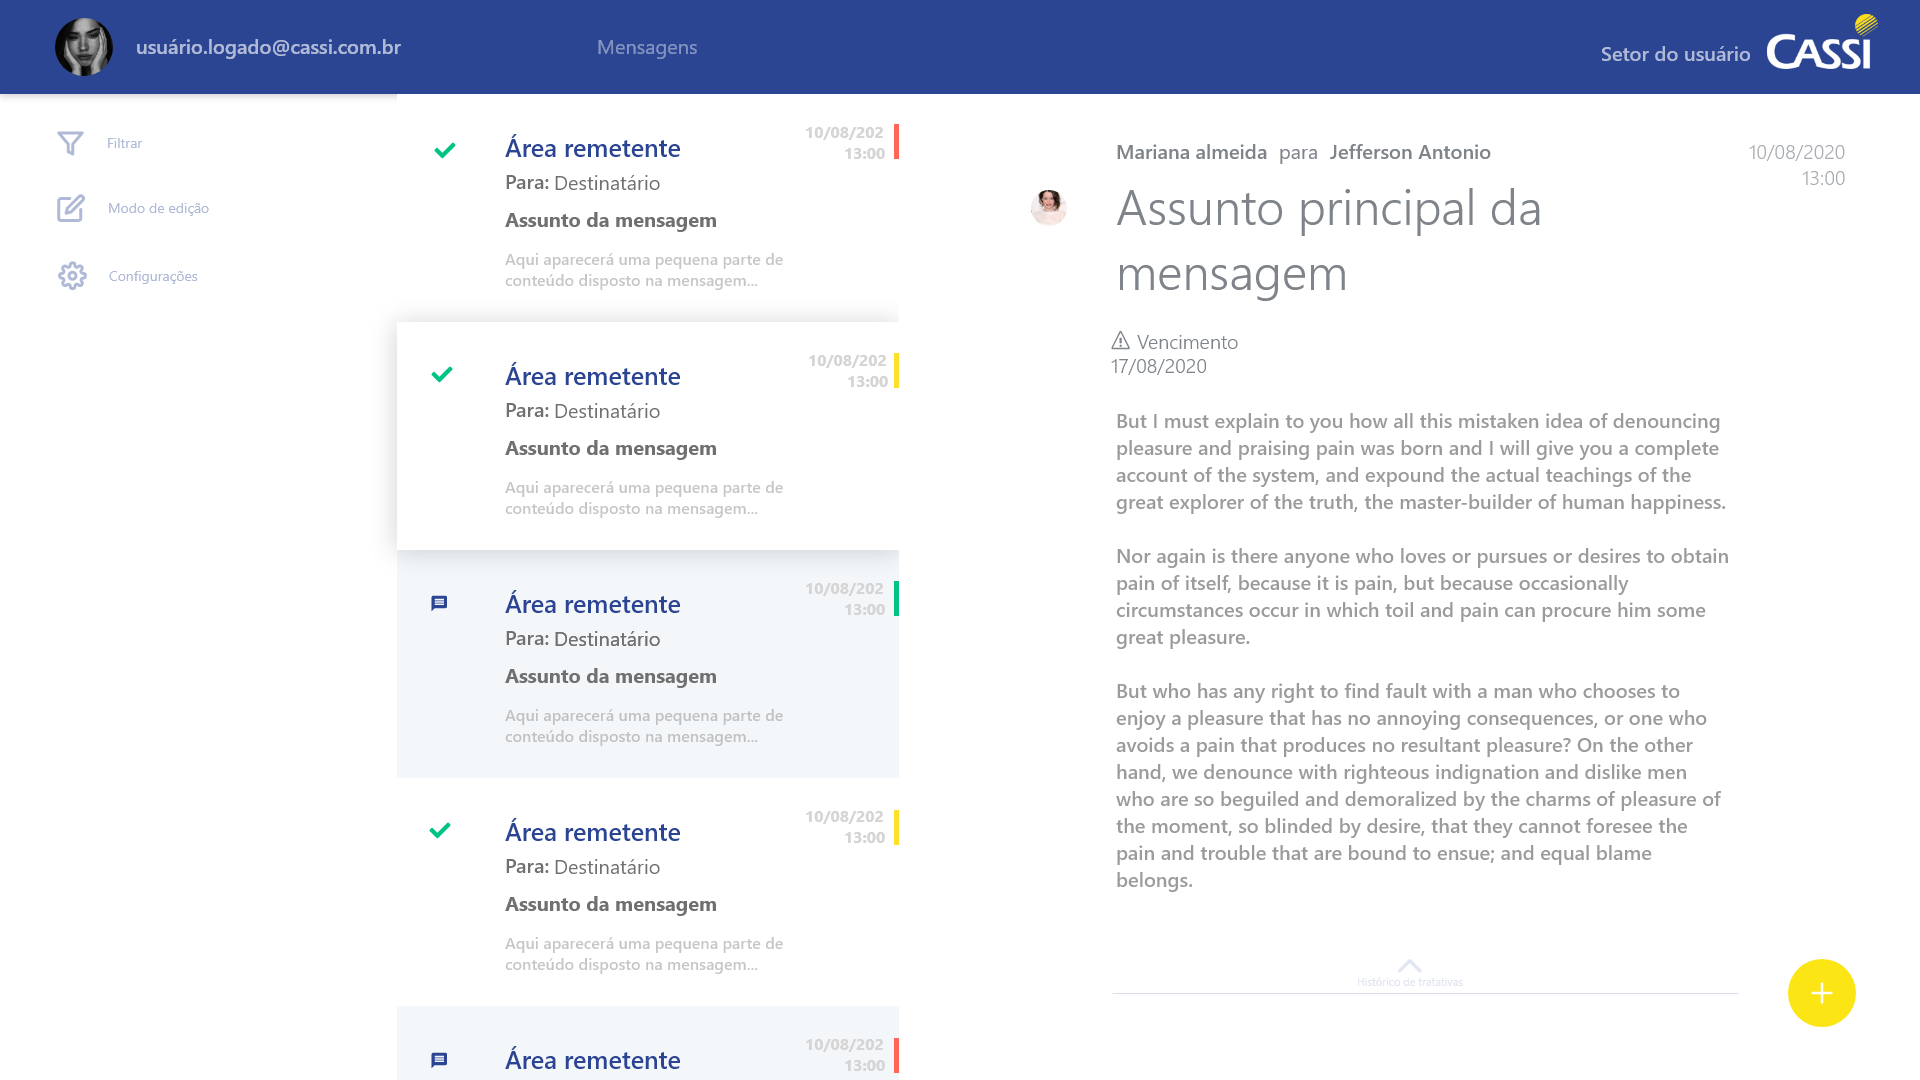 usuário.logado@cassi.com.br
Mensagens
Setor do usuário
CASSI
Filtrar
Modo de edição
Configurações
Área remetente
10/08/202
13:00
Para: Destinatário
Assunto da mensagem
Aqui aparecerá uma pequena parte de
conteúdo disposto na mensagem...
Área remetente
10/08/202
13:00
Para: Destinatário
Assunto da mensagem
Aqui aparecerá uma pequena parte de
conteúdo disposto na mensagem...
Área remetente
10/08/202
13:00
Para: Destinatário
Assunto da mensagem
Aqui aparecerá uma pequena parte de
conteúdo disposto na mensagem...
Área remetente
10/08/202
13:00
Para: Destinatário
Assunto da mensagem
Aqui aparecerá uma pequena parte de
conteúdo disposto na mensagem...
Área remetente
10/08/202
13:00
Mariana almeida para Jefferson Antonio
10/08/2020
13:00
Assunto principal da
mensagem
Vencimento
17/08/2020
But I must explain to you how all this mistaken idea of denouncing
pleasure and praising pain was born and I will give you a complete
account of the system, and expound the actual teachings of the
great explorer of the truth, the master-builder of human happiness.
Nor again is there anyone who loves or pursues or desires to obtain
pain of itself, because it is pain, but because occasionally
circumstances occur in which toil and pain can procure him some
great pleasure.
But who has any right to find fault with a man who chooses to
enjoy a pleasure that has no annoying consequences, or one who
avoids a pain that produces no resultant pleasure? On the other
hand, we denounce with righteous indignation and dislike men
who are so beguiled and demoralized by the charms of pleasure of
the moment, so blinded by desire, that they cannot foresee the
pain and trouble that are bound to ensue; and equal blame
belongs.
Histórico de tratativas